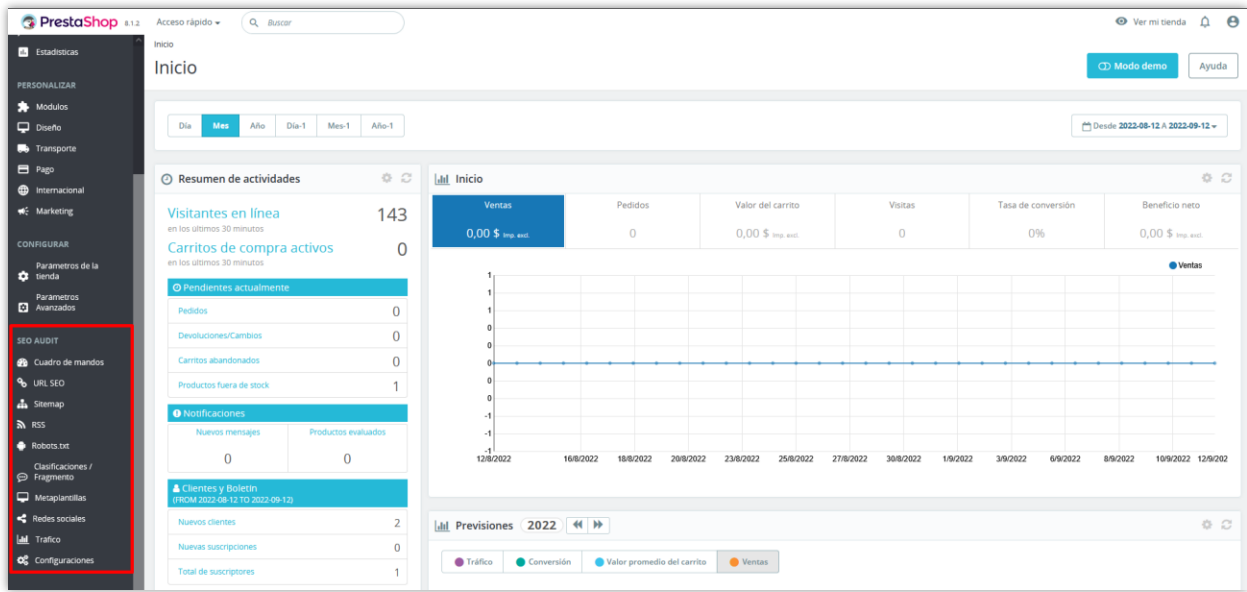 PrestaShop 8.1.2
Acceso rápido
Buscar
Ver mi tienda
Estadísticas
PERSONALIZAR
Módulos
Diseño
Transporte
Pago
Internacional
Marketing
CONFIGURAR
Parámetros de la
tienda
Parámetros
Avanzados
SEO AUDIT
Cuadro de mandos
URL SEO
Sitemap
RSS
Robots.txt
Clasificaciones /
Fragmento
Metaplantillas
Redes sociales
Tráfico
Configuraciones
Inicio
Inicio
Modo demo
Ayuda
Día Mes Año Día-1 Mes-1 Año-1
Desde 2022-08-12 A 2022-09-12
Resumen de actividades
Visitantes en línea 143
en los últimos 30 minutos
Carritos de compra activos 0
en los últimos 30 minutos
Pendientes actualmente
Pedidos 0
Devoluciones/Cambios 0
Carritos abandonados 0
Productos fuera de stock 1
Notificaciones
Nuevos mensajes Productos evaluados
0 0
Clientes y Boletín
(FROM 2022-08-12 TO 2022-09-12)
Nuevos clientes 2
Nuevas suscripciones 0
Total de suscriptores 1
Inicio
Ventas Pedidos Valor del carrito Visitas Tasa de conversión Beneficio neto
0,00 $ Imp. excl. 0 0,00 $ Imp. excl. 0 0% 0,00 $ Imp. excl.
Ventas
1
1
1
0
0
0
0
0
-1
-1
-1
12/8/2022 16/8/2022 18/8/2022 20/8/2022 23/8/2022 25/8/2022 27/8/2022 30/8/2022 1/9/2022 3/9/2022 6/9/2022 8/9/2022 10/9/2022 12/9/202
Previsiones 2022
Tráfico Conversión Valor promedio del carrito Ventas